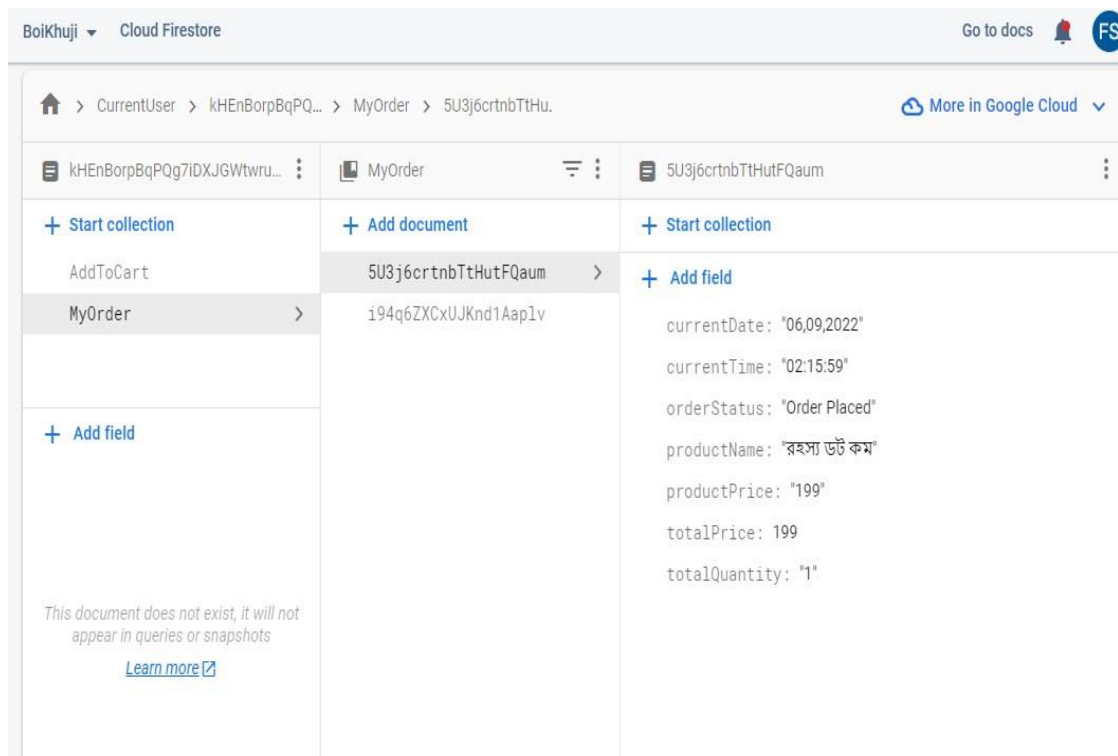 BoiKhuji Cloud Firestore Go to docs FS
CurrentUser > kHEnBorpBqPQ... > MyOrder > 5U3j6crtnbTtHu. More in Google Cloud
kHEnBorpBqPQg7iDXJGWtwru... MyOrder 5U3j6crtnbTtHutFQaum
+ Start collection + Add document + Start collection
AddToCart 5U3j6crtnbTtHutFQaum + Add field
MyOrder i94q6ZXCxUJKnd1Aaplv
currentDate: "06,09,2022"
currentTime: "02:15:59"
orderStatus: "Order Placed"
+ Add field
productName: "রহস্য ডট কম"
productPrice: "199"
totalPrice: 199
totalQuantity: "1"
This document does not exist, it will not
appear in queries or snapshots
Learn more